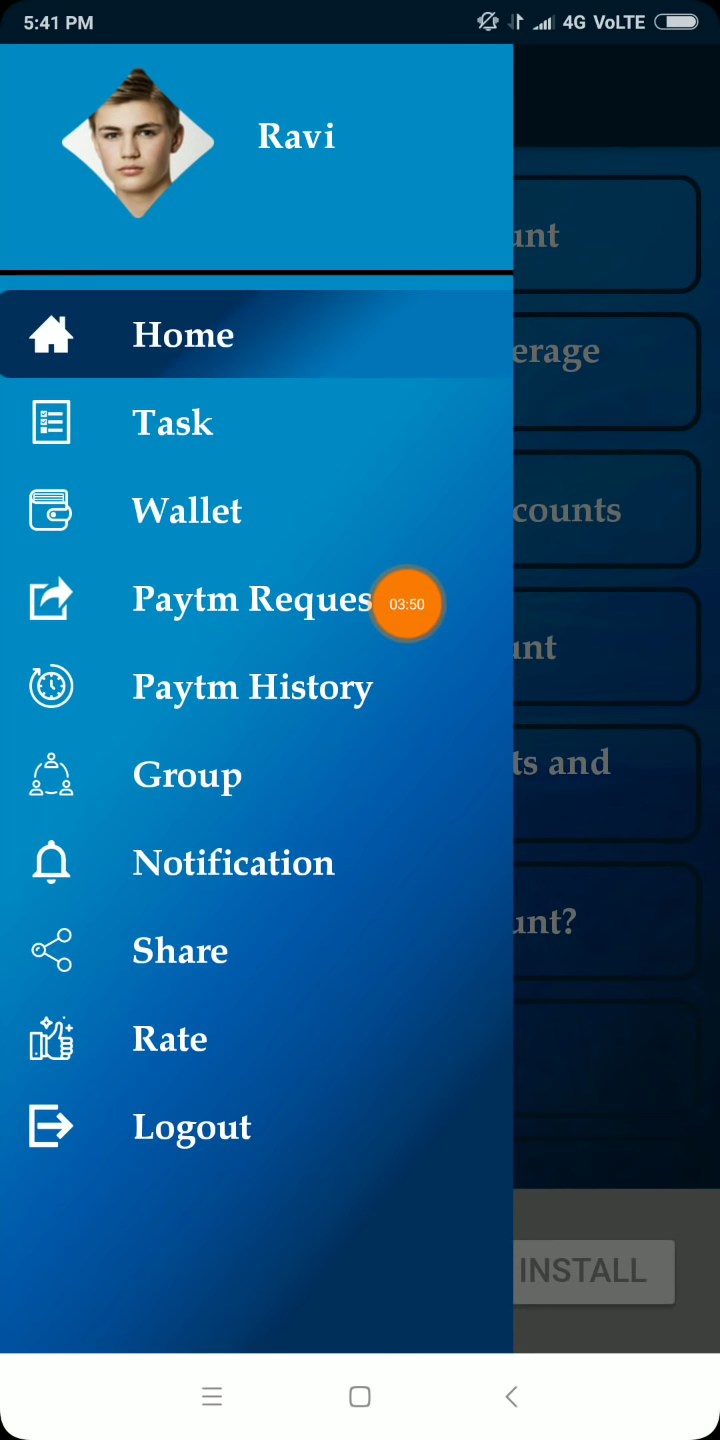 5:41 PM 4G VoLTE
Ravi
Home
Task
Wallet
Paytm Reques
03:50
Paytm History
Group
Notification
Share
Rate
Logout
unt
erage
counts
unt
ts and
unt?
INSTALL